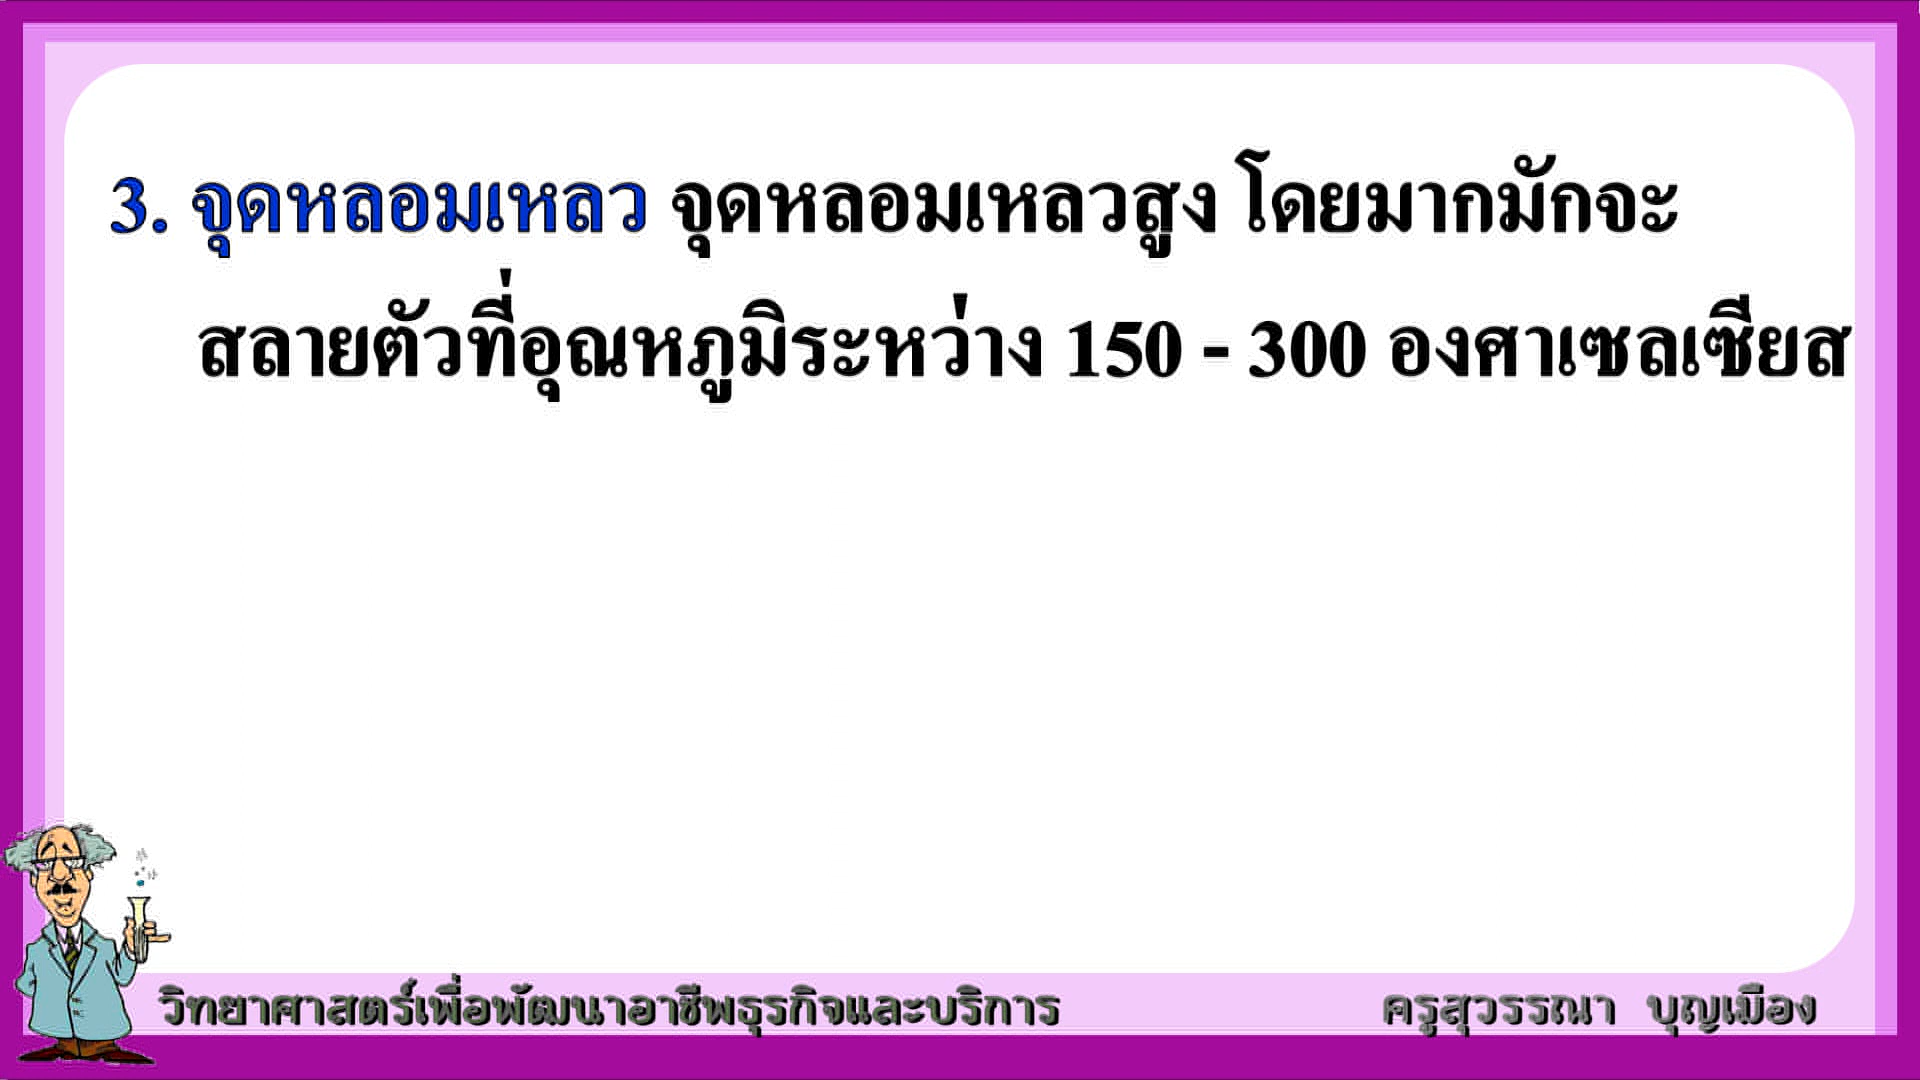 3. จุดหลอมเหลว จุดหลอมเหลวสูง โดยมากมักจะ
สลายตัวที่อุณหภูมิระหว่าง 150 - 300 องศาเซลเซียส
วิทยาศาสตร์เพื่อพัฒนาอาชีพธุรกิจและบริการ ครูสุวรรณา บุญเมือง